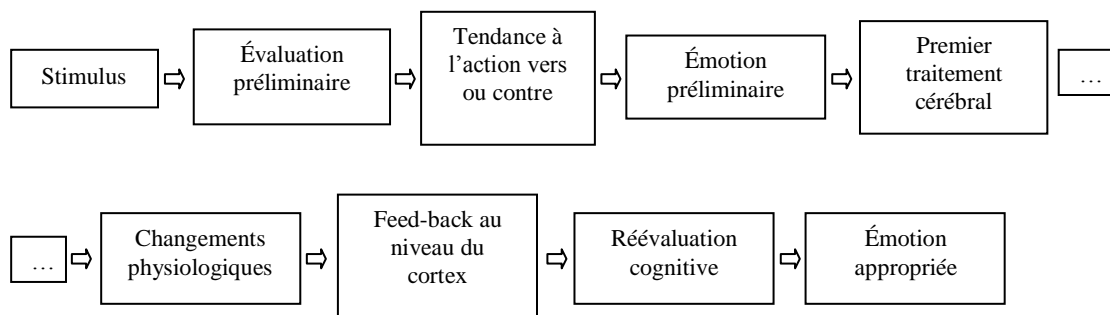 Stimulus
Évaluation
préliminaire
Tendance à
l’action vers
ou contre
Émotion
préliminaire
Premier
traitement
cérébral
…
…
Changements
physiologiques
Feed-back au
niveau du
cortex
Réévaluation
cognitive
Émotion
appropriée